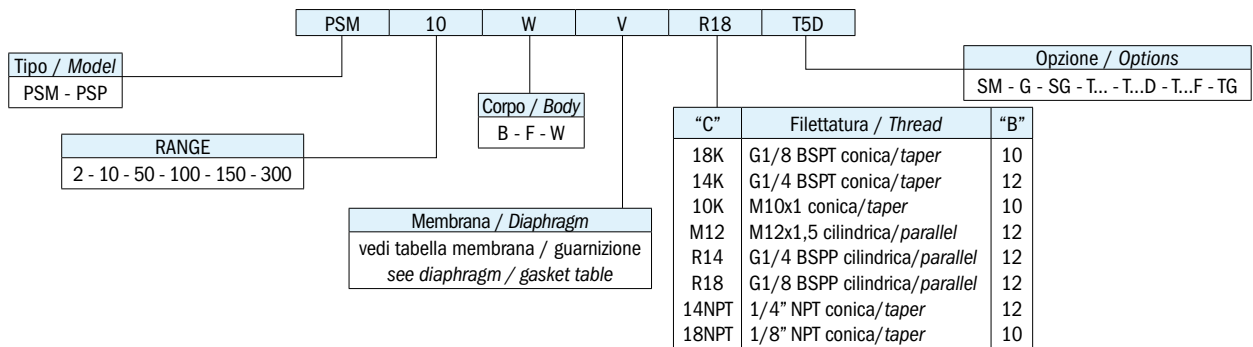 PSM 10 W V R18 T5D
Tipo / Model
PSM - PSP
RANGE
2 - 10 - 50 - 100 - 150 - 300
Corpo / Body
B - F - W
Membrana / Diaphragm
vedi tabella membrana / guarnizione
see diaphragm / gasket table
Opzione / Options
SM - G - SG - T... - T...D - T...F - TG
“C” Filettatura / Thread “B”
18K G1/8 BSPT conica/taper 10
14K G1/4 BSPT conica/taper 12
10K M10x1 conica/taper 10
M12 M12x1,5 cilindrica/parallel 12
R14 G1/4 BSPP cilindrica/parallel 12
R18 G1/8 BSPP cilindrica/parallel 12
14NPT 1/4” NPT conica/taper 12
18NPT 1/8” NPT conica/taper 10